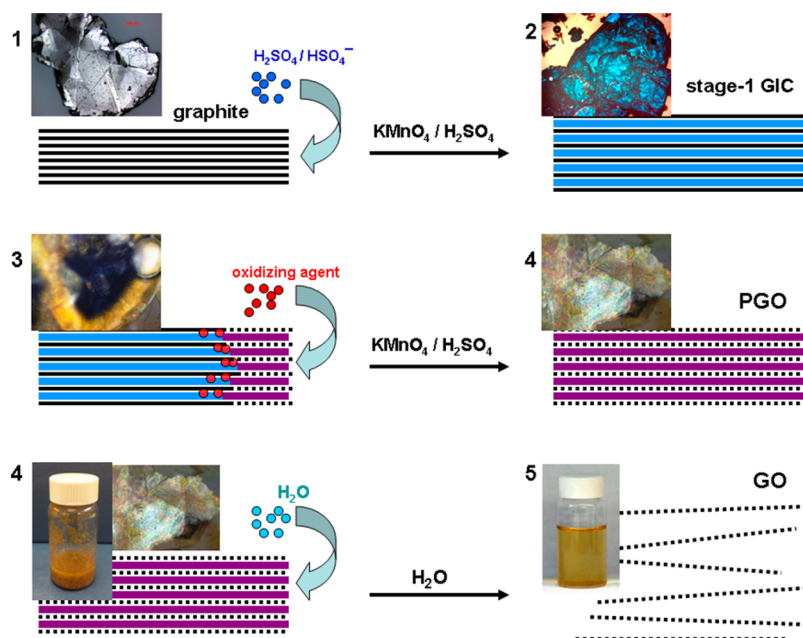 1
H₂SO₄ / HSO₄⁻
2
graphite
stage-1 GIC
KMnO₄ / H₂SO₄
3
oxidizing agent
4
PGO
KMnO₄ / H₂SO₄
4
H₂O
5
GO
H₂O